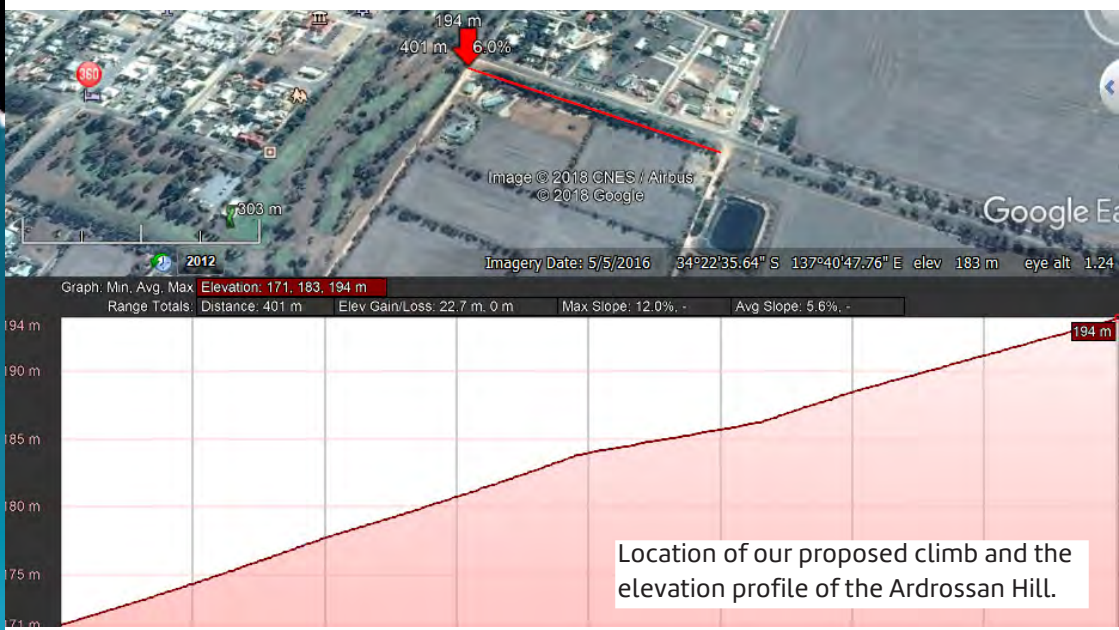 194 m
401 m 6.0%
360
303 m
Image © 2018 CNES / Airbus
© 2018 Google
Google Ea
2012
Imagery Date: 5/5/2016 34°22'35.64" S 137°40'47.76" E elev 183 m eye alt 1.24
Graph: Min, Avg, Max Elevation: 171, 183, 194 m
Range Totals: Distance: 401 m Elev Gain/Loss: 22.7 m, 0 m Max Slope: 12.0%, - Avg Slope: 5.6%, -
194 m
194 m
190 m
185 m
180 m
175 m
171 m
Location of our proposed climb and the
elevation profile of the Ardrossan Hill.